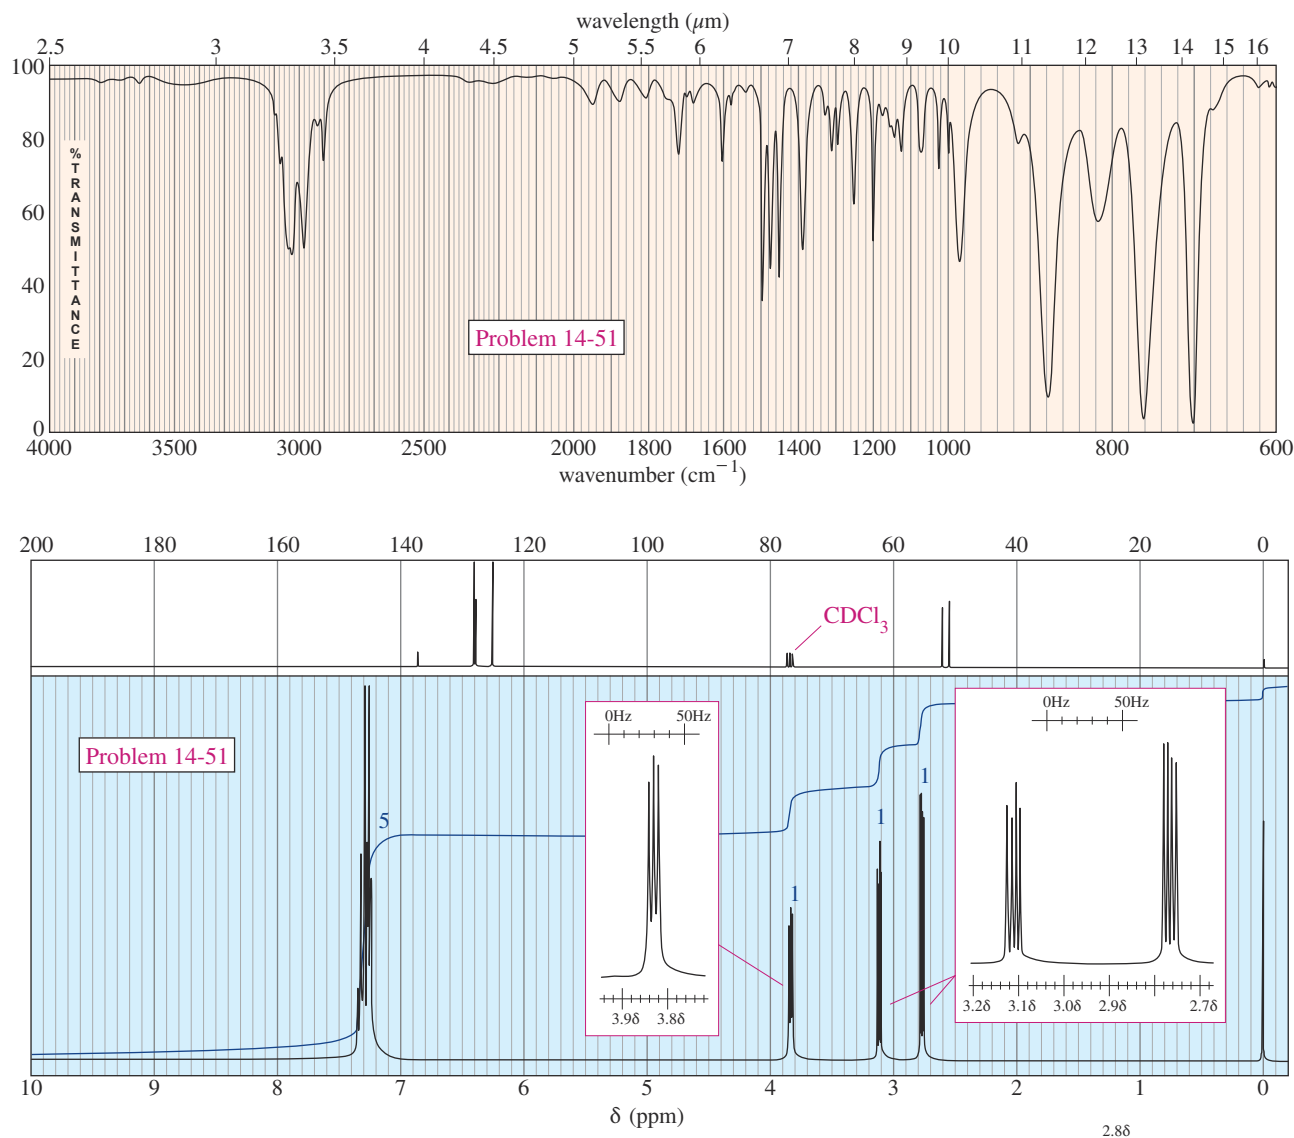 wavelength (μm)
2.5 3 3.5 4 4.5 5 5.5 6 7 8 9 10 11 12 13 14 15 16
100
80
60
40
20
0
%
T
R
A
N
S
M
I
T
T
A
N
C
E
Problem 14-51
4000 3500 3000 2500 2000 1800 1600 1400 1200 1000 800 600
wavenumber (cm−1)
200 180 160 140 120 100 80 60 40 20 0
CDCl3
Problem 14-51
0Hz 50Hz
0Hz 50Hz
5
1
1
1
3.9δ 3.8δ
3.2δ 3.1δ 3.0δ 2.9δ 2.7δ
10 9 8 7 6 5 4 3 2 1 0
δ (ppm)
2.8δ